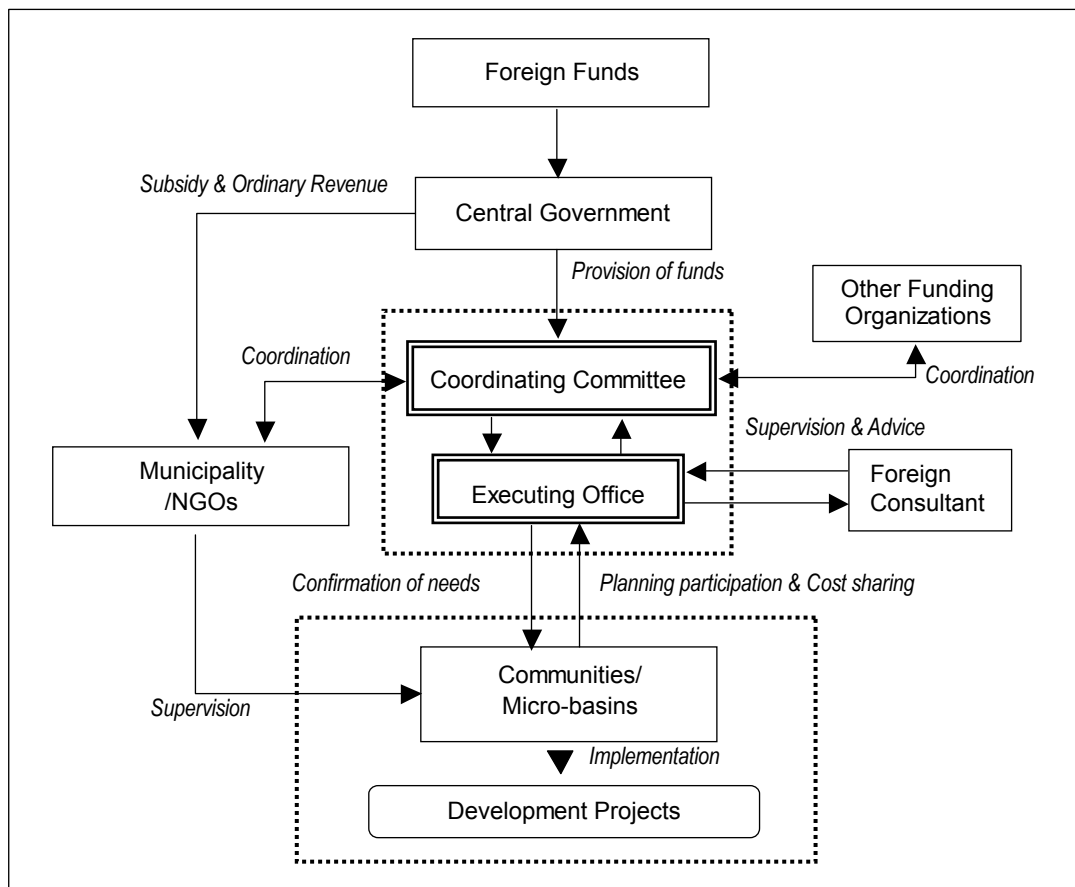 Foreign Funds
Subsidy & Ordinary Revenue
Central Government
Provision of funds
Other Funding
Organizations
Coordination
Coordinating Committee
Coordination
Supervision & Advice
Municipality
/NGOs
Executing Office
Foreign
Consultant
Confirmation of needs
Planning participation & Cost sharing
Communities/
Micro-basins
Supervision
Implementation
Development Projects